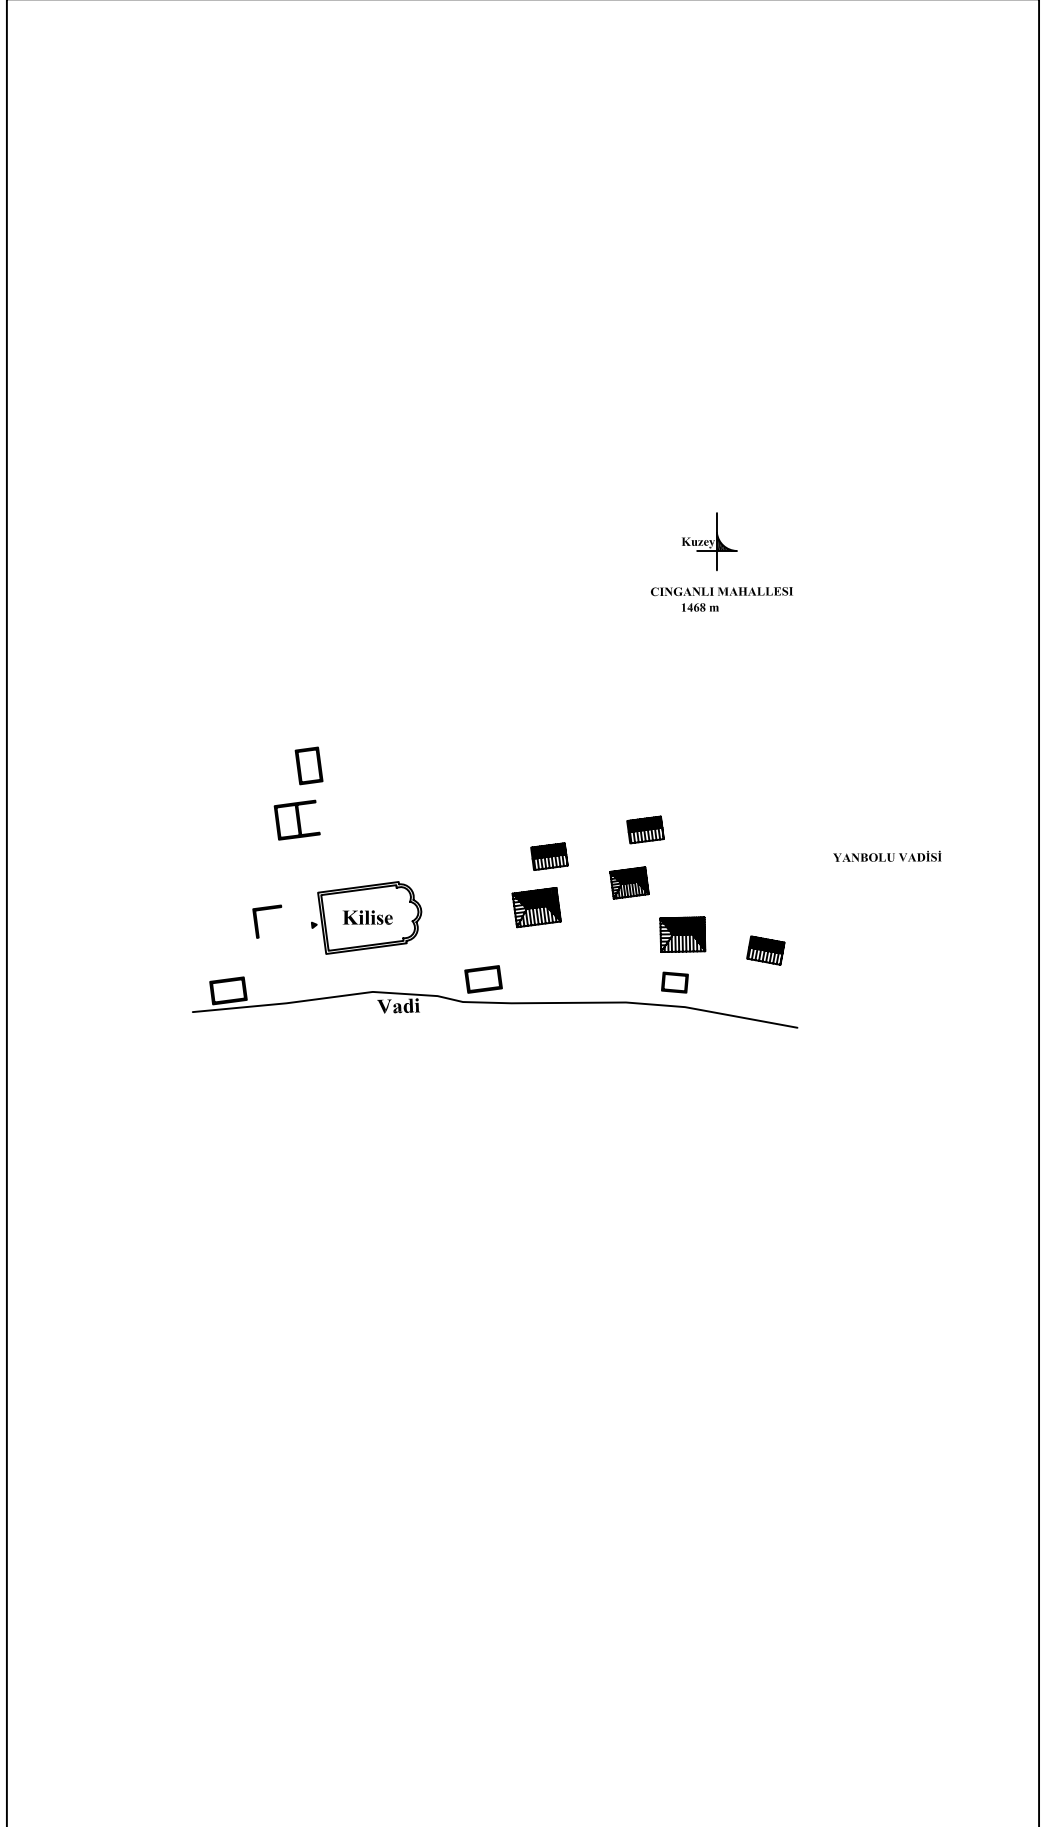 Kuzey
CINGANLI MAHALLESI
1468 m
YANBOLU VADİSİ
Kilise
Vadi